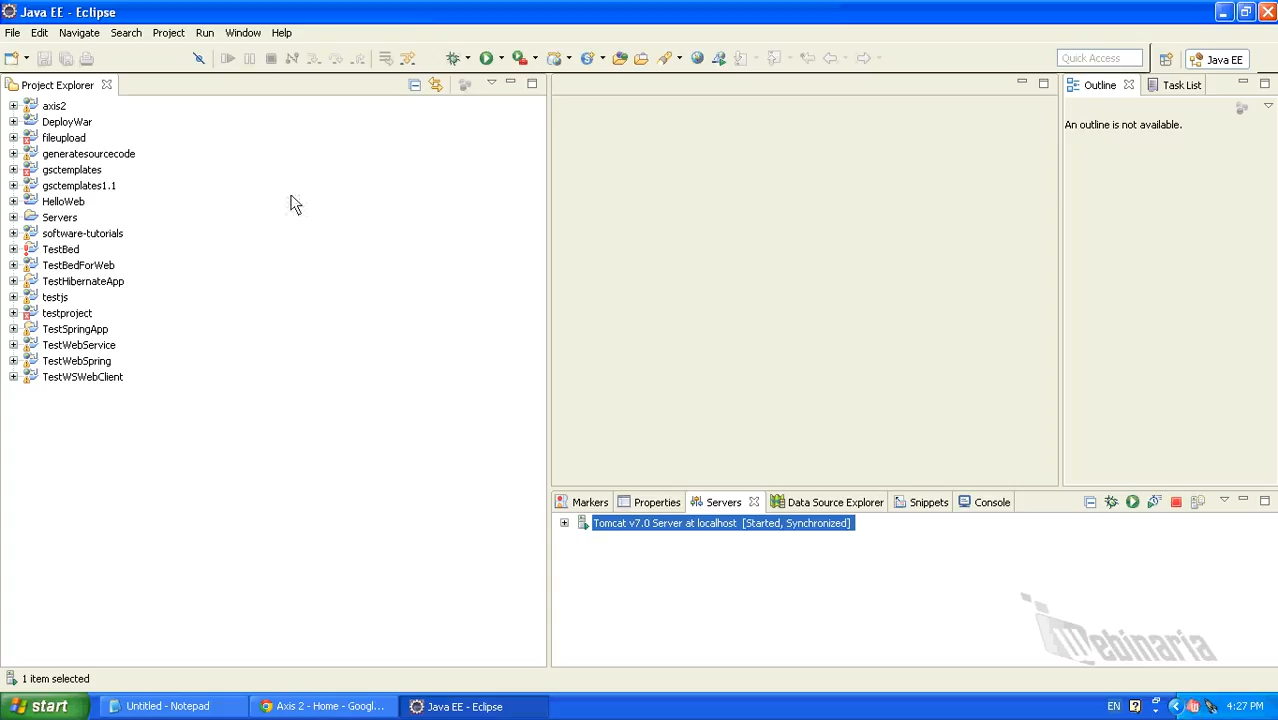 Java EE - Eclipse
File Edit Navigate Search Project Run Window Help
Quick Access
Java EE
Project Explorer
axis2
DeployWar
fileupload
generatesourcecode
gsctemplates
gsctemplates1.1
HelloWeb
Servers
software-tutorials
TestBed
TestBedForWeb
TestHibernateApp
testjs
testproject
TestSpringApp
TestWebService
TestWebSpring
TestWSWebClient
Outline Task List
An outline is not available.
Markers Properties Servers Data Source Explorer Snippets Console
Tomcat v7.0 Server at localhost [Started, Synchronized]
Webinaria
1 item selected
start Untitled - Notepad Axis 2 - Home - Googl... Java EE - Eclipse EN 4:27 PM